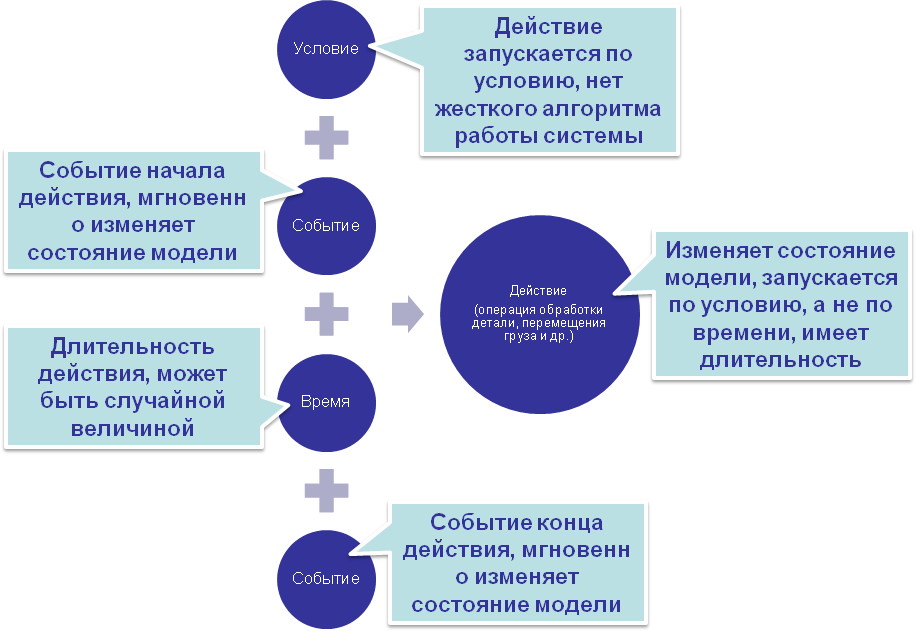 Условие
Действие
запускается по
условию, нет
жесткого алгоритма
работы системы
Событие начала
действия, мгновенн
о изменяет
состояние модели
Событие
Действие
(операция обработки
детали, перемещения
груза и др.)
Изменяет состояние
модели, запускается
по условию, а не по
времени, имеет
длительность
Длительность
действия, может
быть случайной
величиной
Время
Событие конца
действия, мгновенн
о изменяет
состояние модели
Событие